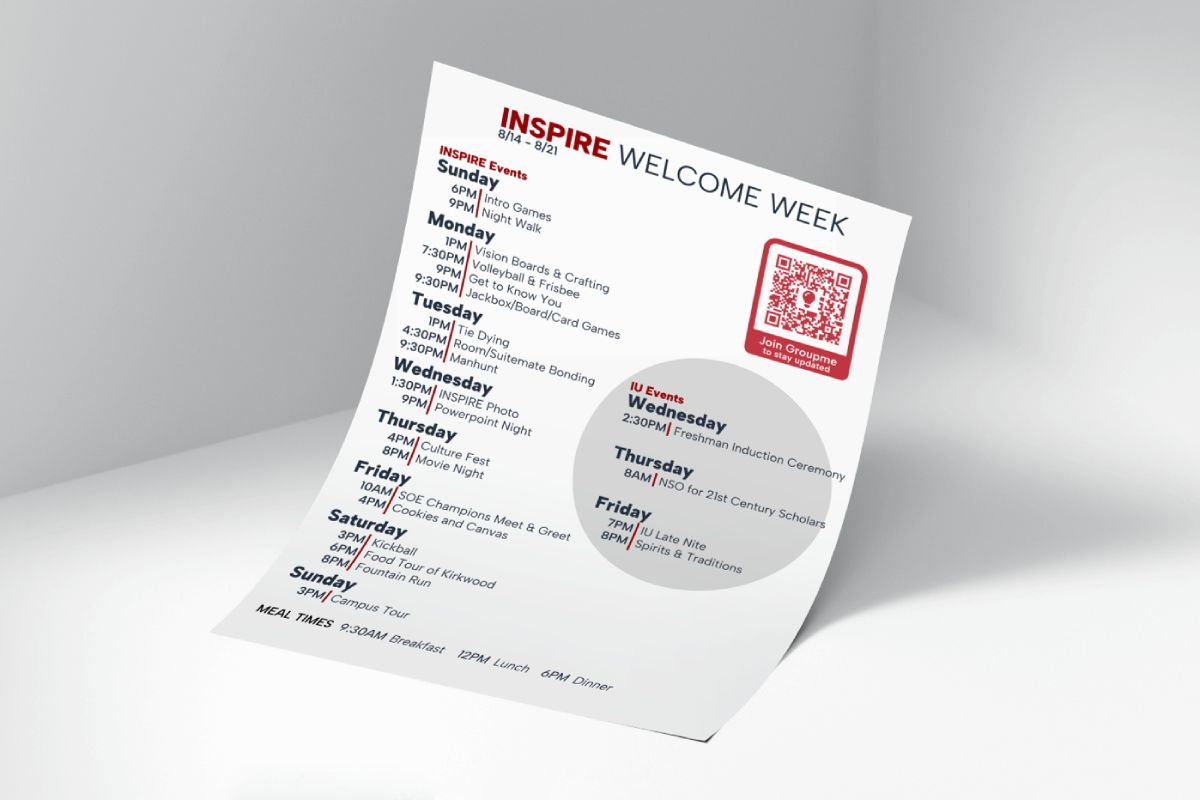 INSPIRE WELCOME WEEK
8/14 - 8/21
INSPIRE Events
Sunday
6PM Intro Games
9PM Night Walk
Monday
1PM Vision Boards & Crafting
7:30PM Volleyball & Frisbee
9PM Get to Know You
9:30PM Jackbox/Board/Card Games
Tuesday
1PM Tie Dying
4:30PM Room/Suitemate Bonding
9:30PM Manhunt
Wednesday
1:30PM INSPIRE Photo
9PM Powerpoint Night
Thursday
4PM Culture Fest
8PM Movie Night
Friday
10AM SOE Champions Meet & Greet
4PM Cookies and Canvas
Saturday
3PM Kickball
6PM Food Tour of Kirkwood
8PM Fountain Run
Sunday
3PM Campus Tour
MEAL TIMES 9:30AM Breakfast 12PM Lunch 6PM Dinner
Join Groupme
to stay updated
IU Events
Wednesday
2:30PM Freshman Induction Ceremony
Thursday
8AM NSO for 21st Century Scholars
Friday
7PM IU Late Nite
8PM Spirits & Traditions